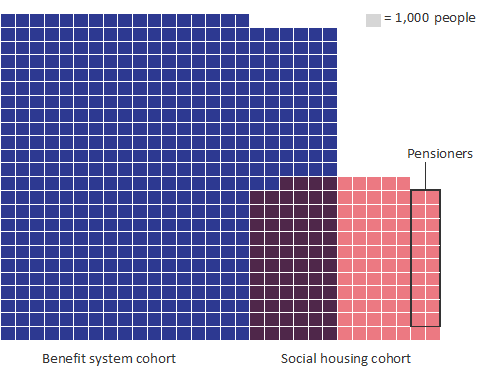 = 1,000 people
Pensioners
Benefit system cohort
Social housing cohort